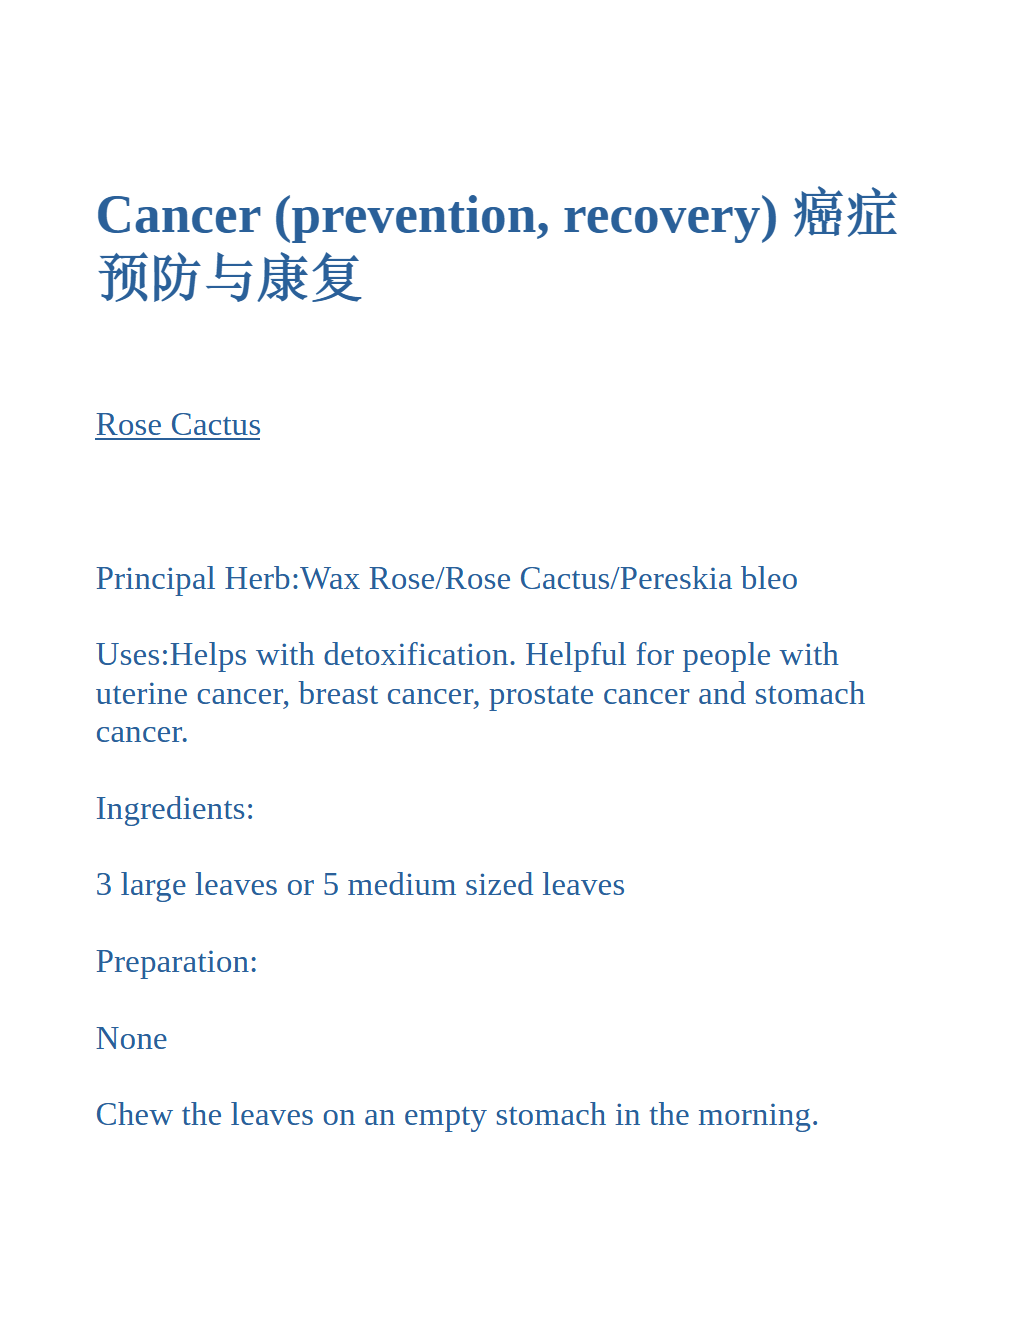 Cancer (prevention, recovery) 癌症
预防与康复
Rose Cactus
Principal Herb:Wax Rose/Rose Cactus/Pereskia bleo
Uses:Helps with detoxification. Helpful for people with
uterine cancer, breast cancer, prostate cancer and stomach
cancer.
Ingredients:
3 large leaves or 5 medium sized leaves
Preparation:
None
Chew the leaves on an empty stomach in the morning.